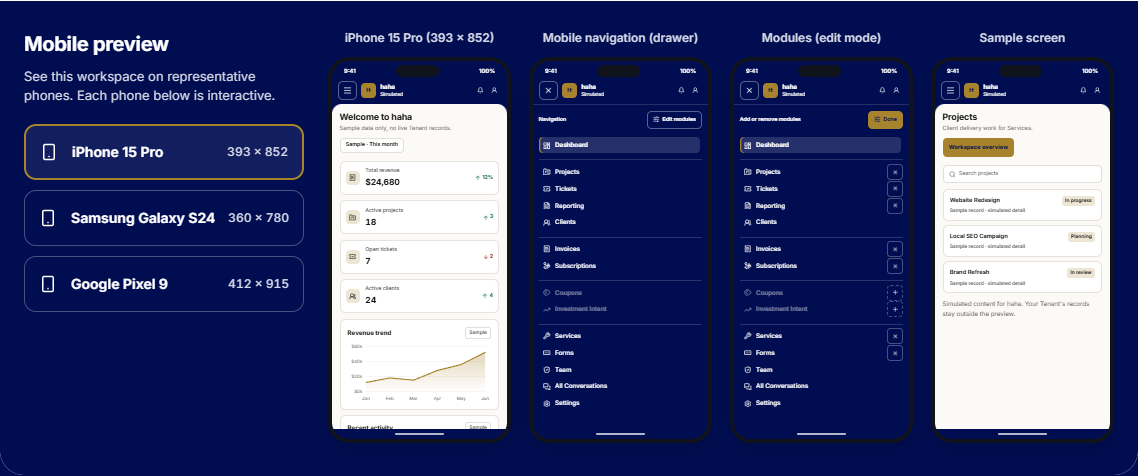 Mobile preview
See this workspace on representative
phones. Each phone below is interactive.
iPhone 15 Pro 393 × 852
Samsung Galaxy S24 360 × 780
Google Pixel 9 412 × 915
iPhone 15 Pro (393 × 852)
9:41 100%
H haha
Simulated
Welcome to haha
Sample data only, no live Tenant records.
Sample · This month
Total revenue
$24,680
↑ 12%
Active projects
18
↑ 3
Open tickets
7
↓ 2
Active clients
24
↑ 4
Revenue trend Sample
$60k
$40k
$20k
$0k
Jan Feb Mar Apr May Jun
Recent activity Sample
Mobile navigation (drawer)
9:41 100%
H haha
Simulated
Navigation Edit modules
Dashboard
Projects
Tickets
Reporting
Clients
Invoices
Subscriptions
Coupons
Investment Intent
Services
Forms
Team
All Conversations
Settings
Modules (edit mode)
9:41 100%
H haha
Simulated
Add or remove modules Done
Dashboard
Projects
Tickets
Reporting
Clients
Invoices
Subscriptions
Coupons
Investment Intent
Services
Forms
Team
All Conversations
Settings
Sample screen
9:41 100%
H haha
Simulated
Projects
Client delivery work for Services.
Workspace overview
Search projects
Website Redesign In progress
Sample record · simulated detail
Local SEO Campaign Planning
Sample record · simulated detail
Brand Refresh In review
Sample record · simulated detail
Simulated content for haha. Your Tenant's records
stay outside the preview.